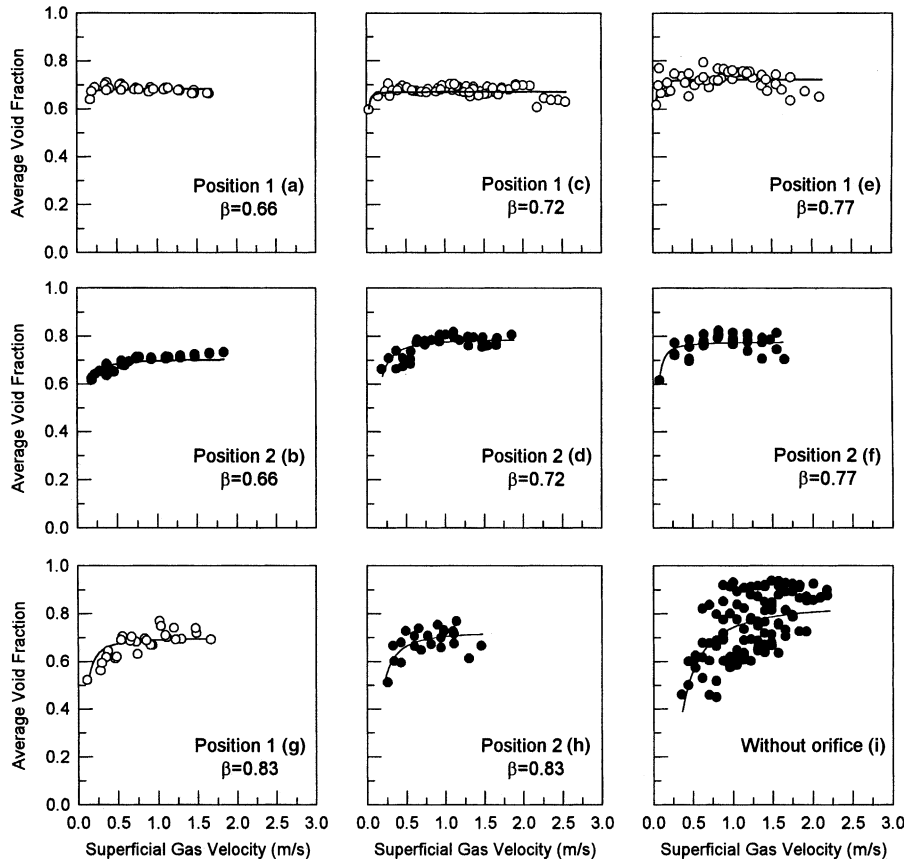 Average Void Fraction
1.0
0.8
0.6
0.4
0.2
0.0
Position 1 (a)
β=0.66
Position 1 (c)
β=0.72
Position 1 (e)
β=0.77
Average Void Fraction
1.0
0.8
0.6
0.4
0.2
0.0
Position 2 (b)
β=0.66
Position 2 (d)
β=0.72
Position 2 (f)
β=0.77
Average Void Fraction
1.0
0.8
0.6
0.4
0.2
0.0
Position 1 (g)
β=0.83
Position 2 (h)
β=0.83
Without orifice (i)
0.0 0.5 1.0 1.5 2.0 2.5 3.0
0.0 0.5 1.0 1.5 2.0 2.5 3.0
0.0 0.5 1.0 1.5 2.0 2.5 3.0
Superficial Gas Velocity (m/s)
Superficial Gas Velocity (m/s)
Superficial Gas Velocity (m/s)